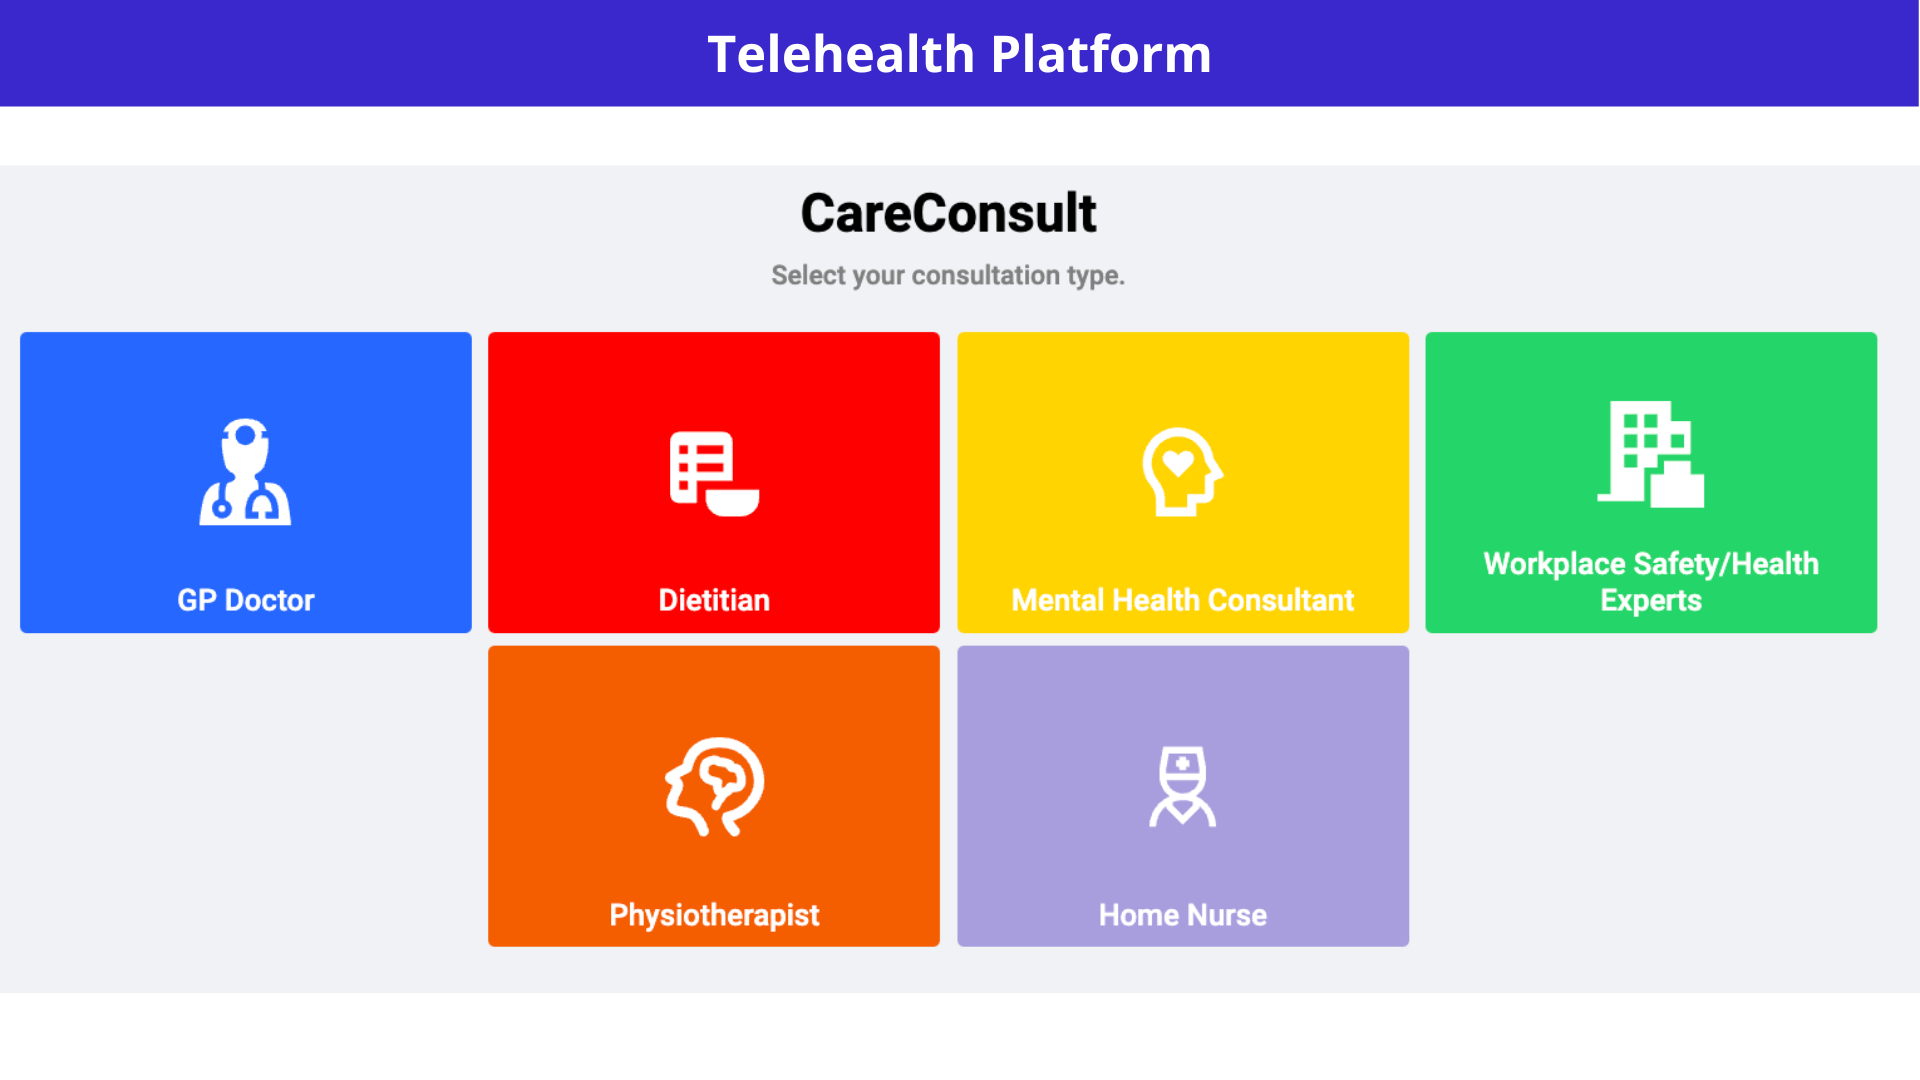 Telehealth Platform
CareConsult
Select your consultation type.
GP Doctor
Dietitian
Mental Health Consultant
Workplace Safety/Health
Experts
Physiotherapist
Home Nurse